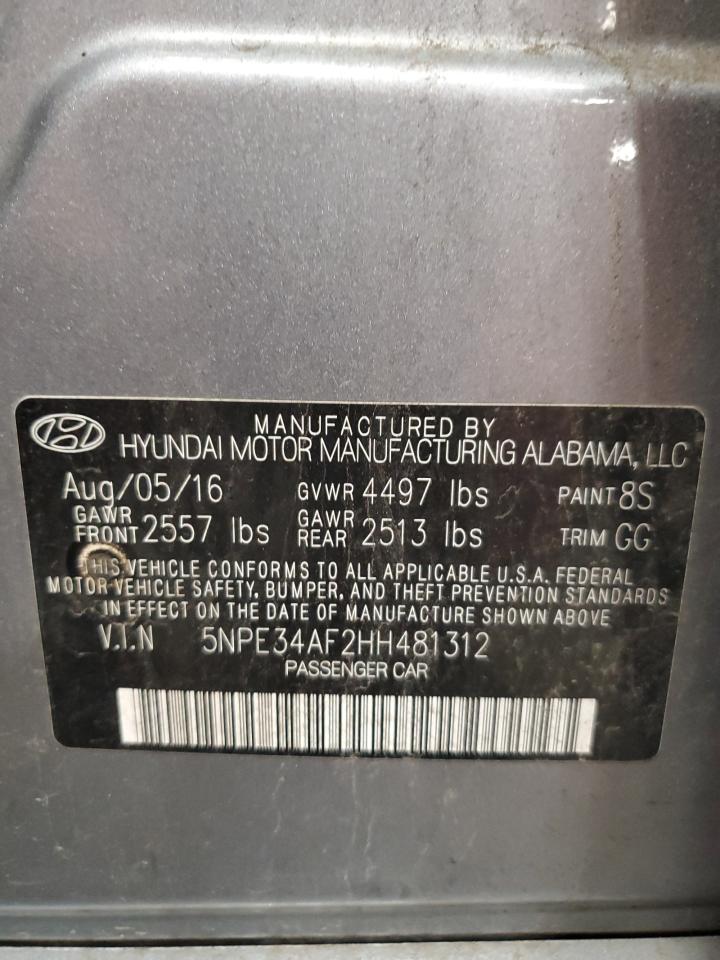 MANUFACTURED BY
HYUNDAI MOTOR MANUFACTURING ALABAMA, LLC
Aug/05/16 GVWR 4497 lbs PAINT 8S
GAWR FRONT 2557 lbs GAWR REAR 2513 lbs TRIM GG
THIS VEHICLE CONFORMS TO ALL APPLICABLE U.S.A. FEDERAL
MOTOR VEHICLE SAFETY, BUMPER, AND THEFT PREVENTION STANDARDS
IN EFFECT ON THE DATE OF MANUFACTURE SHOWN ABOVE
V.I.N 5NPE34AF2HH481312
PASSENGER CAR